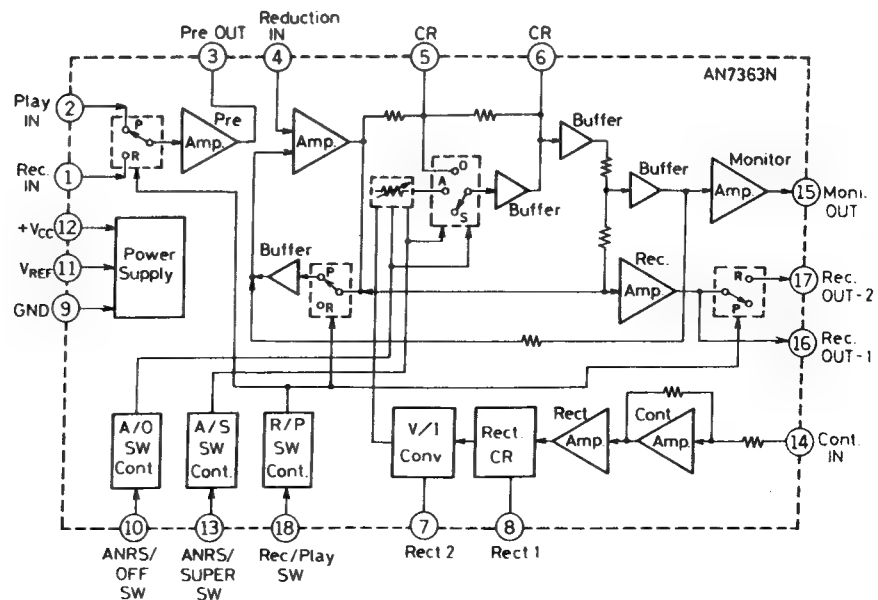 Pre OUT
Reduction
IN
CR
CR
3
4
5
6
AN7363N
Play
IN
2
P
Pre
Amp.
Amp.
Buffer
Buffer
Monitor
Amp.
15
Moni.
OUT
Rec.
IN
1
R
O
A
S
Buffer
12
+VCC
11
VREF
9
GND
Power
Supply
Buffer
P
R
Rec.
Amp.
R
P
17
Rec.
OUT-2
16
Rec.
OUT-1
A/O
SW
Cont
A/S
SW
Cont.
R/P
SW
Cont.
V/I
Conv
Rect.
CR
Rect
Amp.
Cont
Amp.
14
Cont.
IN
10
13
18
7
8
ANRS/
OFF
SW
ANRS/
SUPER
SW
Rec/Play
SW
Rect 2
Rect 1